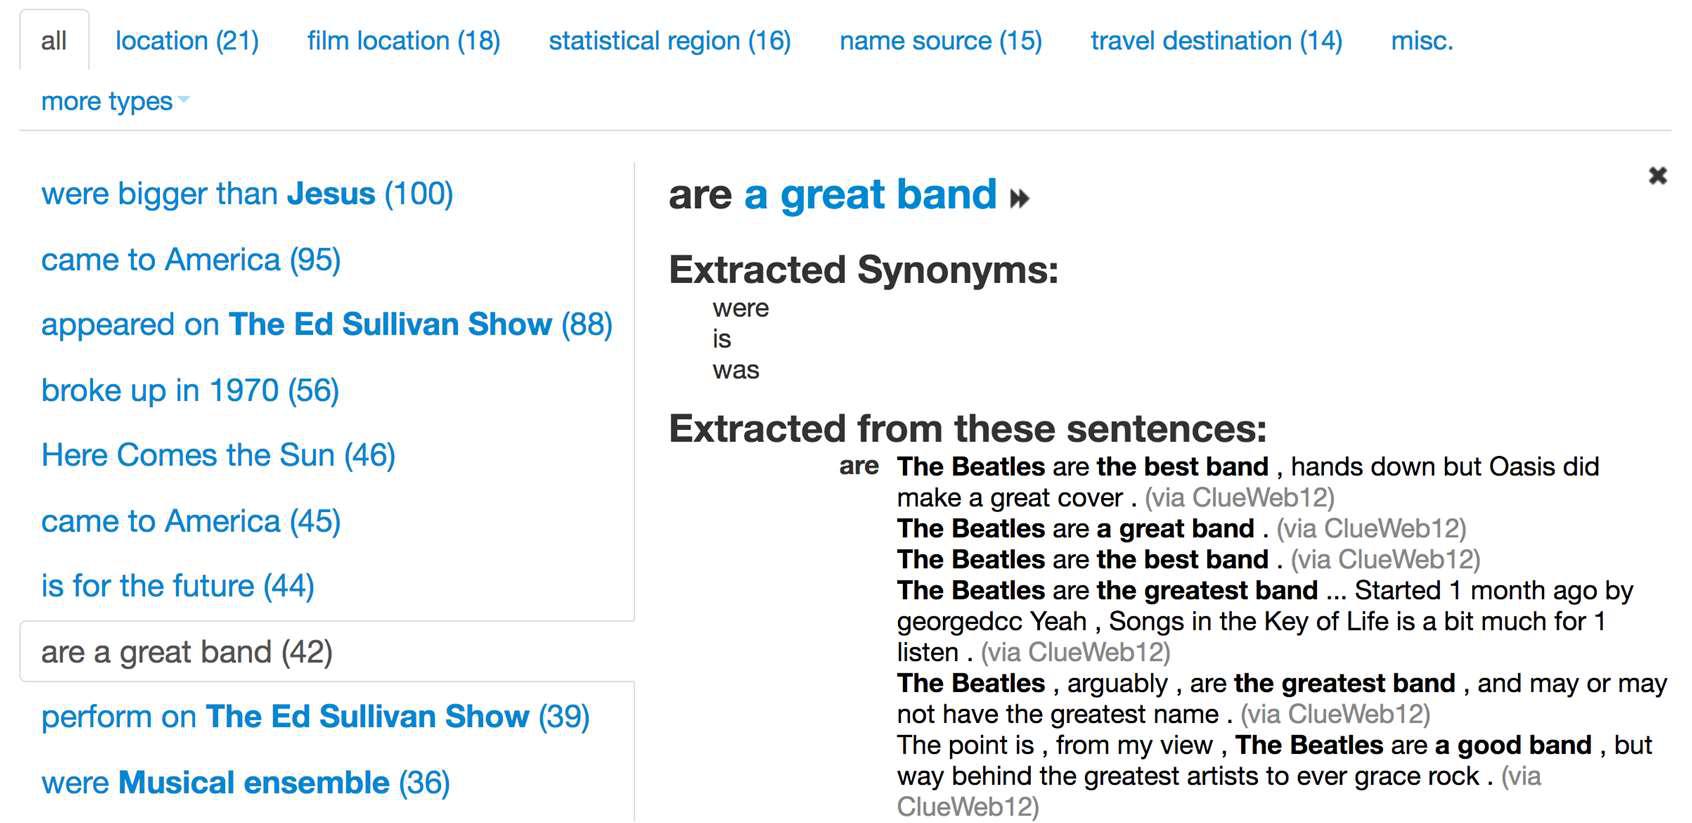 all location (21) film location (18) statistical region (16) name source (15) travel destination (14) misc.
more types
were bigger than Jesus (100)
came to America (95)
appeared on The Ed Sullivan Show (88)
broke up in 1970 (56)
Here Comes the Sun (46)
came to America (45)
is for the future (44)
are a great band (42)
perform on The Ed Sullivan Show (39)
were Musical ensemble (36)
are a great band
Extracted Synonyms:
were
is
was
Extracted from these sentences:
are The Beatles are the best band , hands down but Oasis did
make a great cover . (via ClueWeb12)
The Beatles are a great band . (via ClueWeb12)
The Beatles are the best band . (via ClueWeb12)
The Beatles are the greatest band ... Started 1 month ago by
georgedcc Yeah , Songs in the Key of Life is a bit much for 1
listen . (via ClueWeb12)
The Beatles , arguably , are the greatest band , and may or may
not have the greatest name . (via ClueWeb12)
The point is , from my view , The Beatles are a good band , but
way behind the greatest artists to ever grace rock . (via
ClueWeb12)